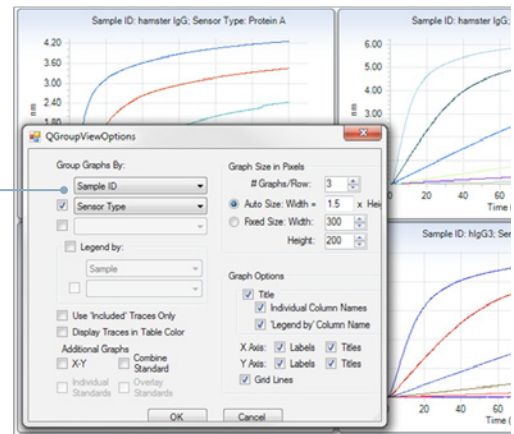 Sample ID: hamster IgG; Sensor Type: Protein A
Sample ID: hamster IgG;
4.20
3.60
3.00
2.40
1.80
nm
6.00
5.00
4.00
3.00
nm
QGroupViewOptions
Group Graphs By:
Sample ID
Sensor Type
Legend by:
Sample
Use 'Included' Traces Only
Display Traces in Table Color
Additional Graphs
X-Y
Combine
Standard
Individual
Standards
Overlay
Standards
Graph Size in Pixels
# Graphs/Row: 3
Auto Size: Width = 1.5 x Hei
Fixed Size: Width: 300
Height: 200
Graph Options
Title
Individual Column Names
'Legend by' Column Name
X Axis: Labels Titles
Y Axis: Labels Titles
Grid Lines
OK
Cancel
0 20 40 60
Time (
Sample ID: hIgG3; Sen
20 40 60
Time (